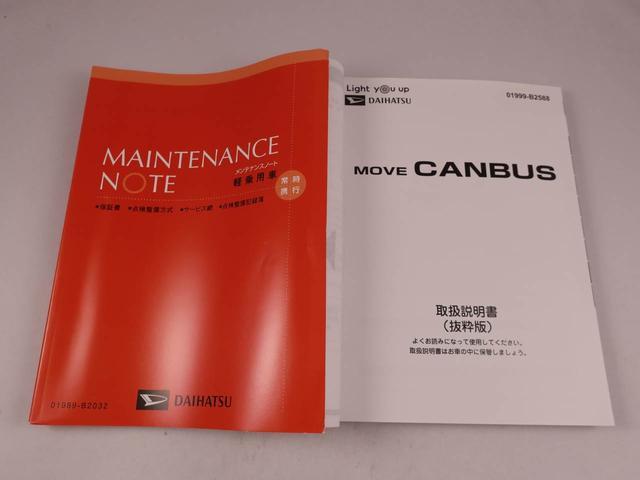 MAINTENANCE
NOTE
メンテナンスノート
軽乗用車
常時
携行
★保証書 ★点検整備方式 ★サービス網 ★点検整備記録簿
01989-B2032
DAIHATSU
Light you up
DAIHATSU
01999-B2588
MOVE CANBUS
取扱説明書
(抜粋版)
よくお読みになって使用してください。
取扱説明書はお車の中に保管しましょう。